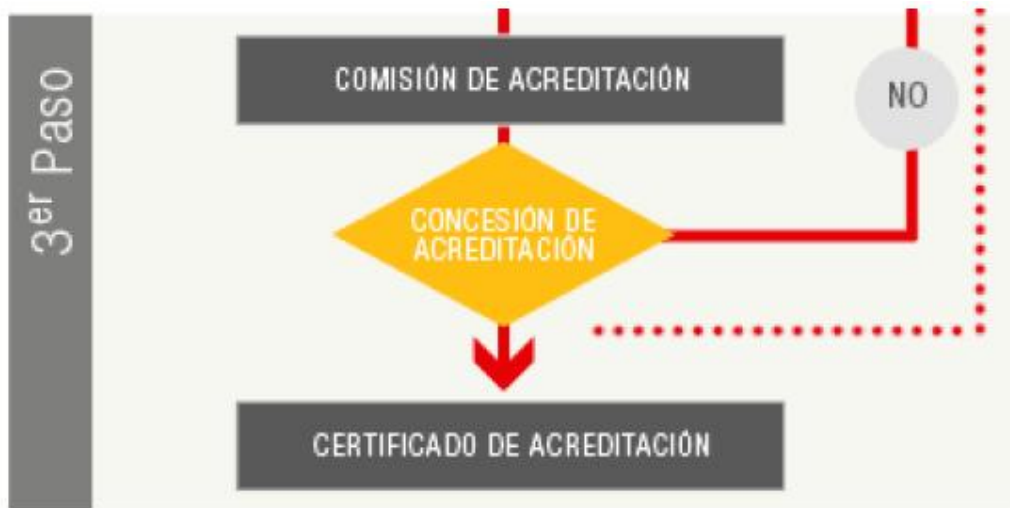 3er Paso
COMISIÓN DE ACREDITACIÓN
NO
CONCESIÓN DE
ACREDITACIÓN
CERTIFICADO DE ACREDITACIÓN